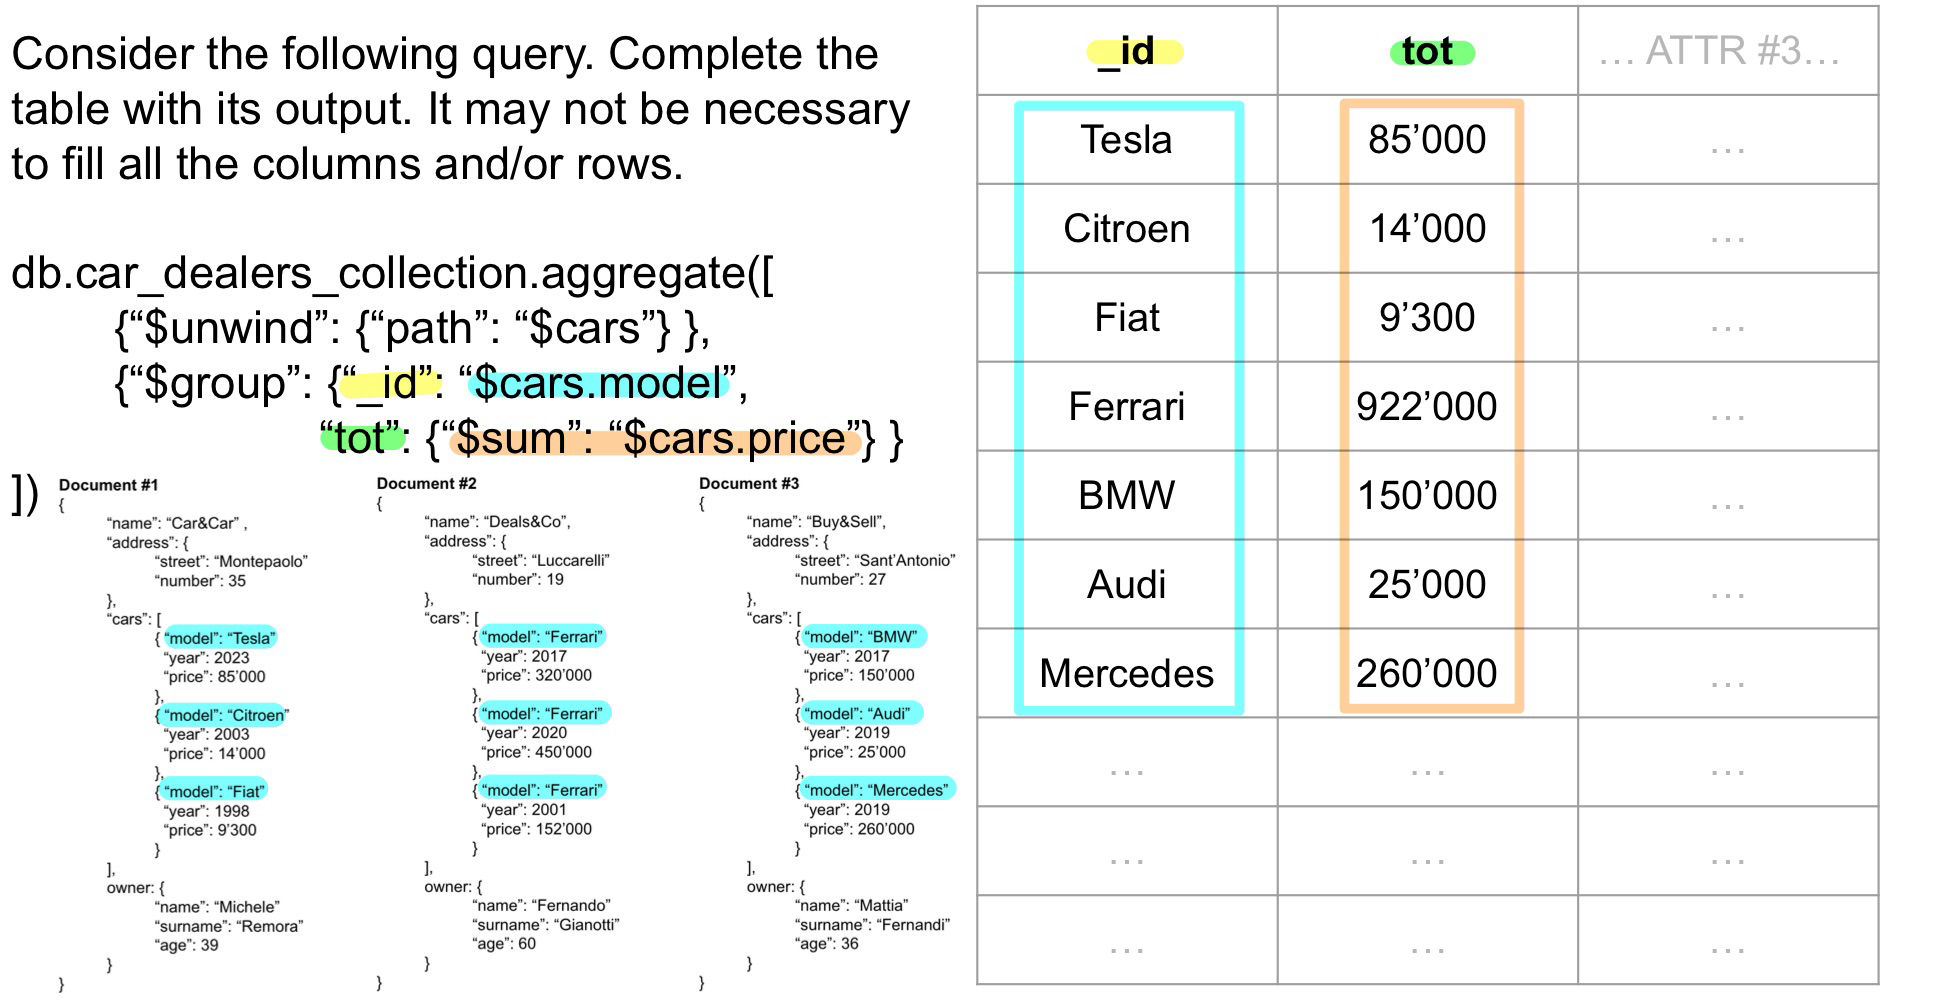 Consider the following query. Complete the
table with its output. It may not be necessary
to fill all the columns and/or rows.
db.car_dealers_collection.aggregate([
{“$unwind”: {“path”: “$cars”} },
{“$group”: {“_id”: “$cars.model”,
“tot”: {“$sum”: “$cars.price”} }
])
Document #1
{
“name”: “Car&Car” ,
“address”: {
“street”: “Montepaolo”
“number”: 35
},
“cars”: [
{ “model”: “Tesla”
“year”: 2023
“price”: 85’000
},
{ “model”: “Citroen”
“year”: 2003
“price”: 14’000
},
{ “model”: “Fiat”
“year”: 1998
“price”: 9’300
}
],
owner: {
“name”: “Michele”
“surname”: “Remora”
“age”: 39
}
}
Document #2
{
“name”: “Deals&Co”,
“address”: {
“street”: “Luccarelli”
“number”: 19
},
“cars”: [
{ “model”: “Ferrari”
“year”: 2017
“price”: 320’000
},
{ “model”: “Ferrari”
“year”: 2020
“price”: 450’000
},
{ “model”: “Ferrari”
“year”: 2001
“price”: 152’000
}
],
owner: {
“name”: “Fernando”
“surname”: “Gianotti”
“age”: 60
}
}
Document #3
{
“name”: “Buy&Sell”,
“address”: {
“street”: “Sant’Antonio”
“number”: 27
},
“cars”: [
{ “model”: “BMW”
“year”: 2017
“price”: 150’000
},
{ “model”: “Audi”
“year”: 2019
“price”: 25’000
},
{ “model”: “Mercedes”
“year”: 2019
“price”: 260’000
}
],
owner: {
“name”: “Mattia”
“surname”: “Fernandi”
“age”: 36
}
}
_id tot … ATTR #3…
Tesla 85’000 …
Citroen 14’000 …
Fiat 9’300 …
Ferrari 922’000 …
BMW 150’000 …
Audi 25’000 …
Mercedes 260’000 …
… … …
… … …
… … …